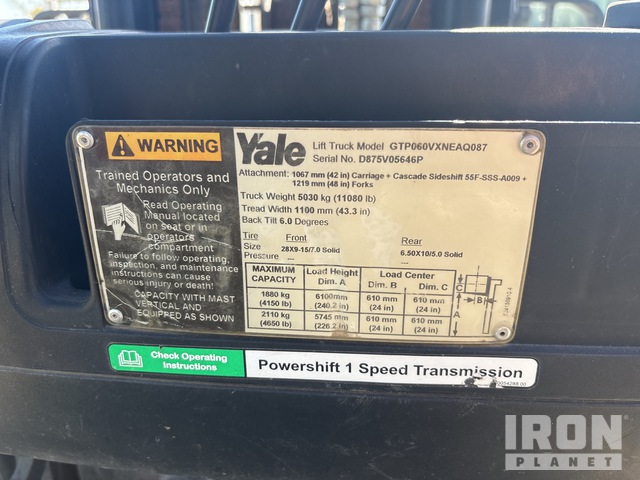 WARNING
Trained Operators and
Mechanics Only
Read Operating
Manual located
on seat or in
operators
compartment
Failure to follow operating,
inspection, and maintenance
instructions can cause
serious injury or death!
CAPACITY WITH MAST
VERTICAL AND
EQUIPPED AS SHOWN
Yale
Lift Truck Model GTP060VXNEAQ087
Serial No. D875V05646P
Attachment: 1067 mm (42 in) Carriage + Cascade Sideshift 55F-SSS-A009 +
1219 mm (48 in) Forks
Truck Weight 5030 kg (11080 lb)
Tread Width 1100 mm (43.3 in)
Back Tilt 6.0 Degrees
Tire Front Rear
Size 28X9-15/7.0 Solid 6.50X10/5.0 Solid
Pressure --- ---
MAXIMUM CAPACITY Load Height Dim. A Load Center Dim. B Dim. C
1880 kg (4150 lb) 6100 mm (240.2 in) 610 mm (24 in) 610 mm (24 in)
2110 kg (4650 lb) 5745 mm (226.2 in) 610 mm (24 in) 610 mm (24 in)
C
B
A
Check Operating
Instructions
Powershift 1 Speed Transmission
IRON
PLANET